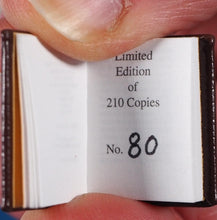 Limited
Edition
of
210 Copies
No. 80